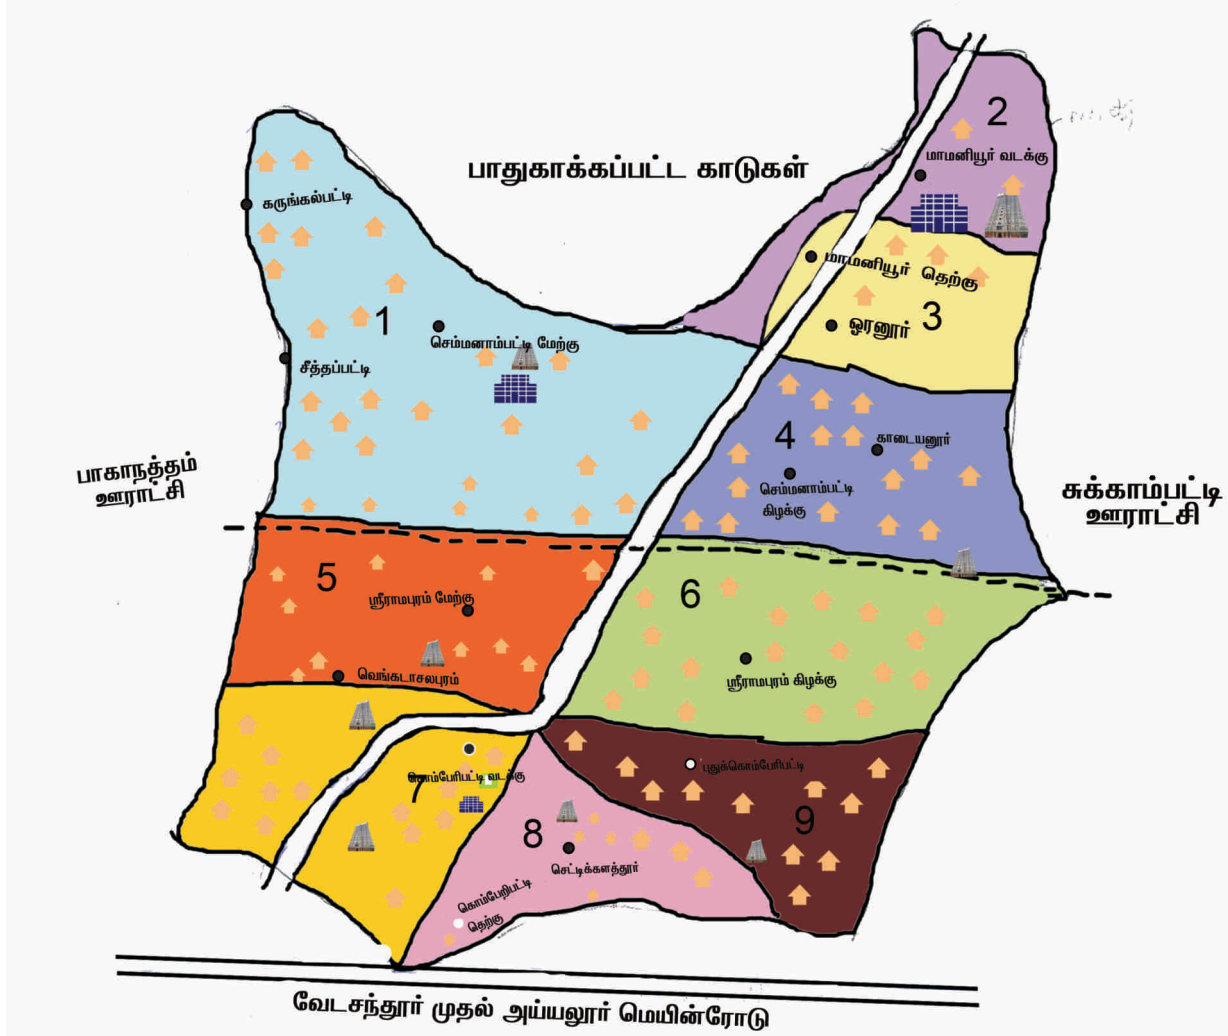 2
மாமனியூர் வடக்கு
பாதுகாக்கப்பட்ட காடுகள்
கருங்கல்பட்டி
மாமனியூர் தெற்கு
3
ஓரனூர்
1
செம்மனாம்பட்டி மேற்கு
சீத்தப்பட்டி
4
காடையனூர்
செம்மனாம்பட்டி
கிழக்கு
பாகாநத்தம்
ஊராட்சி
சுக்காம்பட்டி
ஊராட்சி
5
ஸ்ரீராமபுரம் மேற்கு
வெங்கடாசலபுரம்
6
ஸ்ரீராமபுரம் கிழக்கு
7
கொம்பேரிபட்டி வடக்கு
புதுக்கொம்பேரிபட்டி
9
8
செட்டிக்களத்தூர்
கொம்பேறிபட்டி
தெற்கு
வேடசந்தூர் முதல் அய்யலூர் மெயின்ரோடு